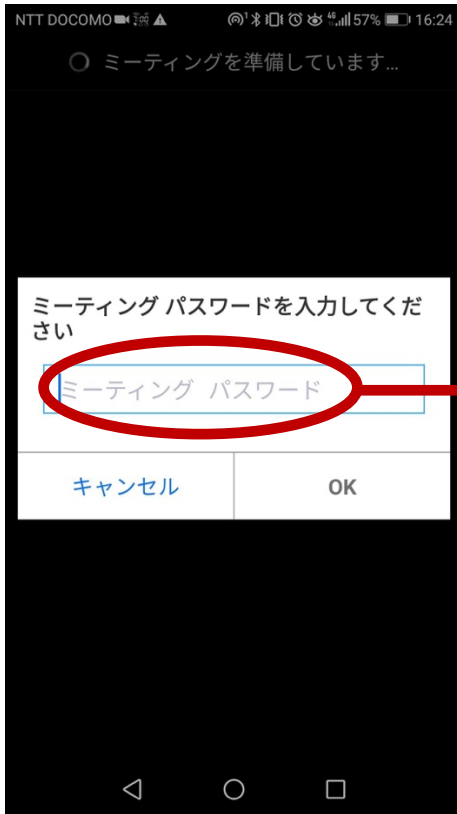 NTT DOCOMO 57% 16:24
ミーティングを準備しています...
ミーティング パスワードを入力してくだ
さい
ミーティング パスワード
キャンセル OK